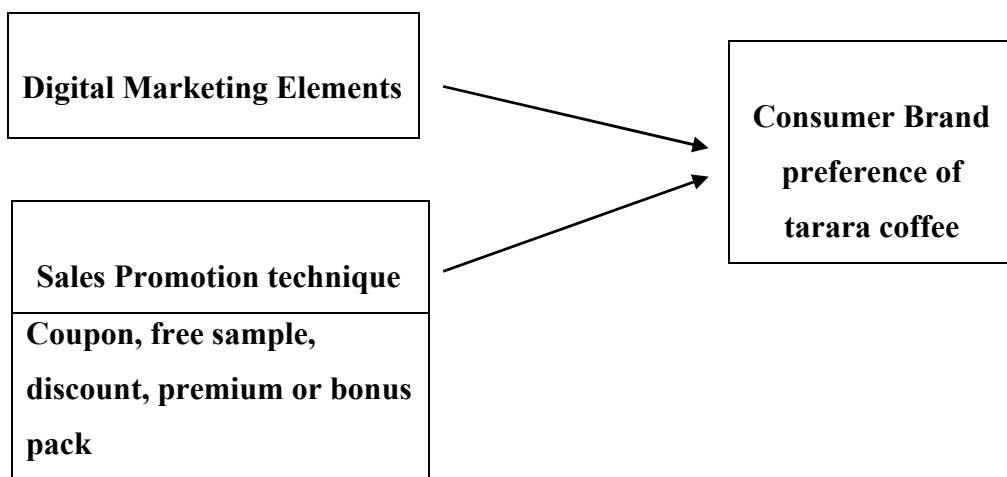 Digital Marketing Elements
Consumer Brand
preference of
tarara coffee
Sales Promotion technique
Coupon, free sample,
discount, premium or bonus
pack